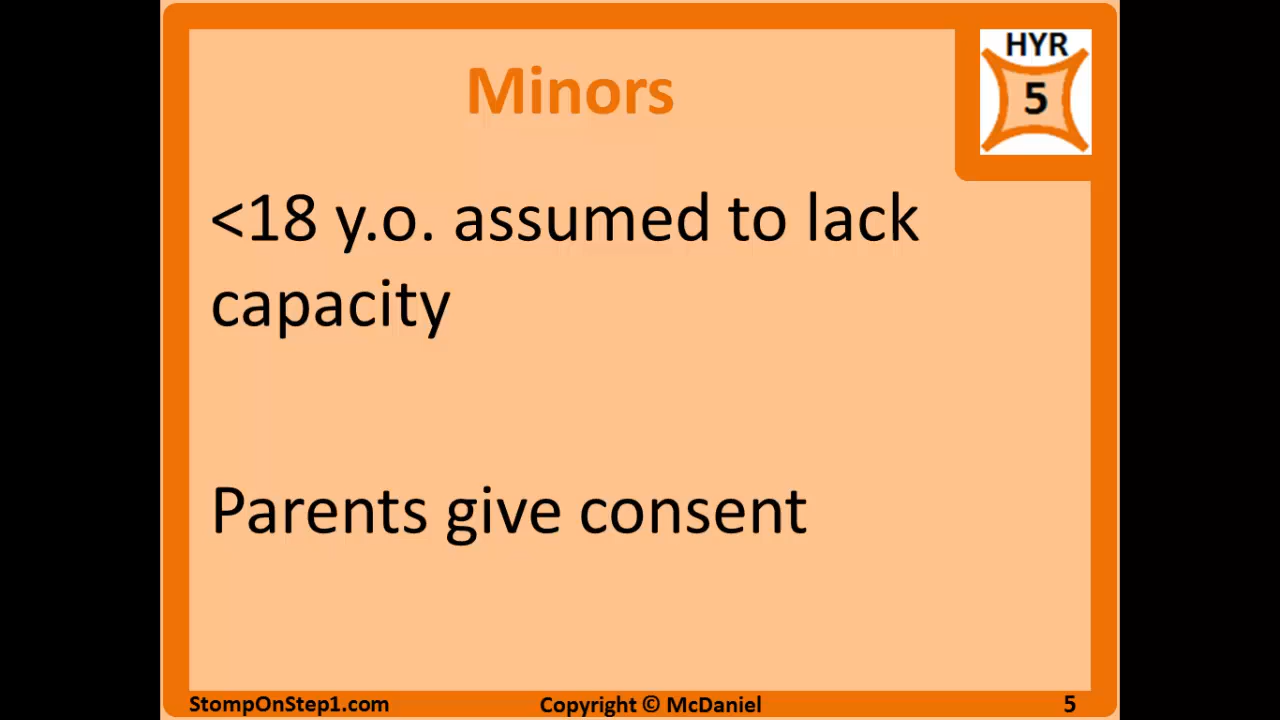 HYR
5
Minors
<18 y.o. assumed to lack
capacity
Parents give consent
StompOnStep1.com
Copyright © McDaniel
5